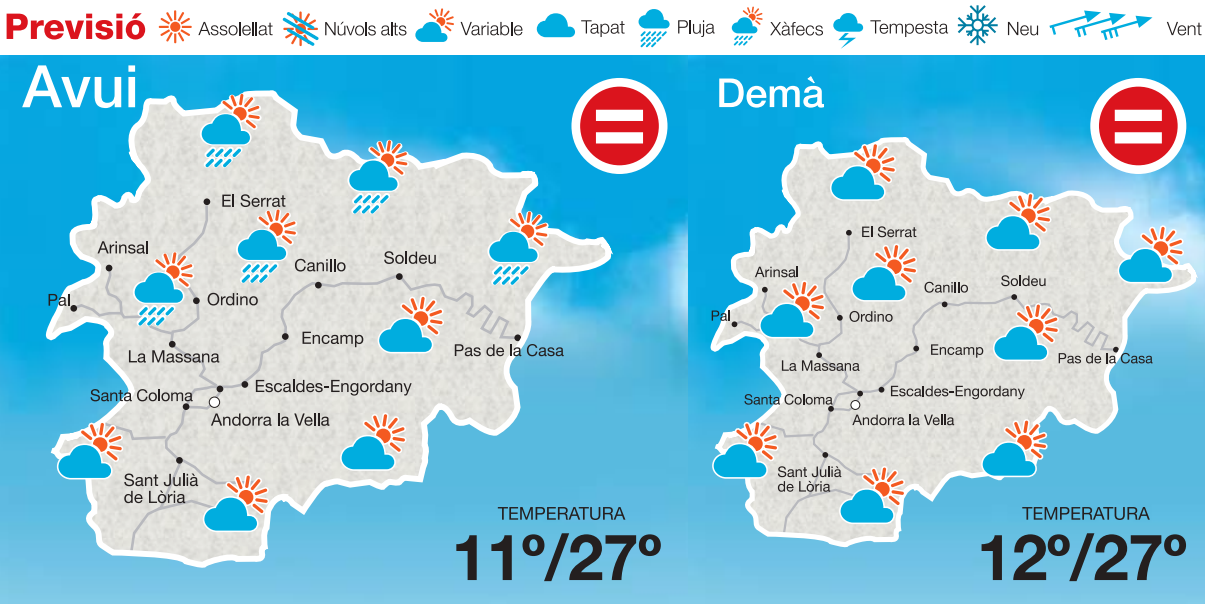 Previsió Assolellat Núvols alts Variable Tapat Pluja Xàfecs Tempesta Neu Vent
Avui
El Serrat
Arinsal
Canillo
Soldeu
Pal
Ordino
Encamp
La Massana
Pas de la Casa
Santa Coloma
Escaldes-Engordany
Andorra la Vella
Sant Julià
de Lòria
TEMPERATURA
11º/27º
Demà
El Serrat
Arinsal
Canillo
Soldeu
Pal
Ordino
Encamp
La Massana
Pas de la Casa
Santa Coloma
Escaldes-Engordany
Andorra la Vella
Sant Julià
de Lòria
TEMPERATURA
12º/27º